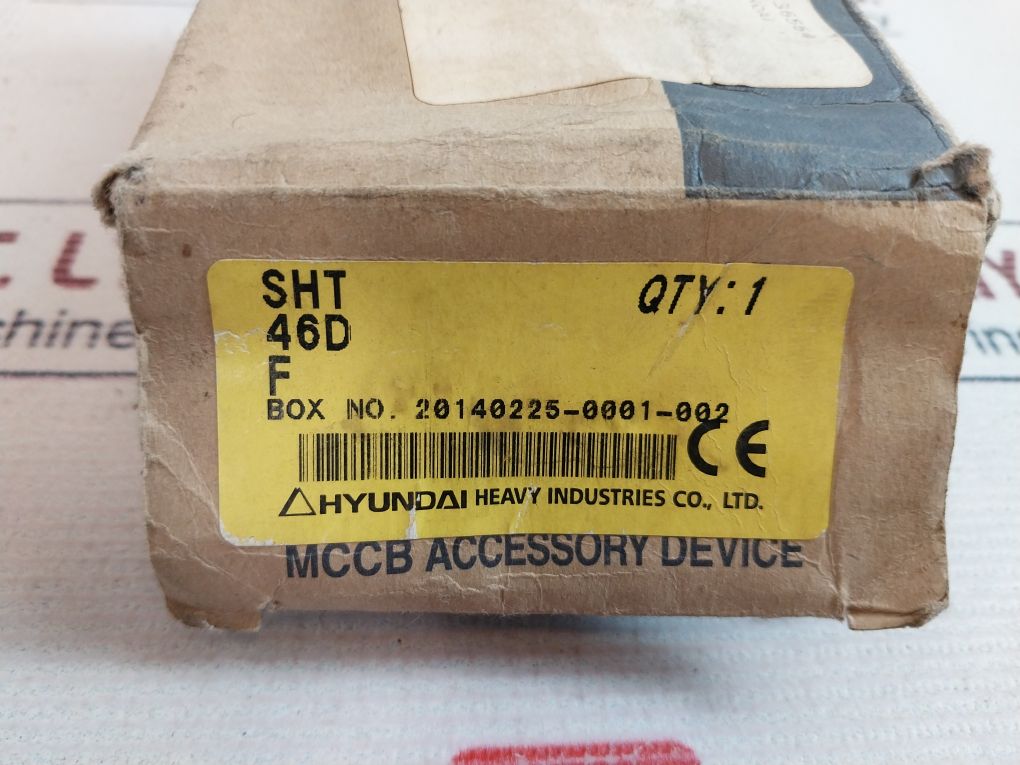 SHT QTY:1
46D
F
BOX NO. 20140225-0001-002
CE
HYUNDAI HEAVY INDUSTRIES CO., LTD.
MCCB ACCESSORY DEVICE